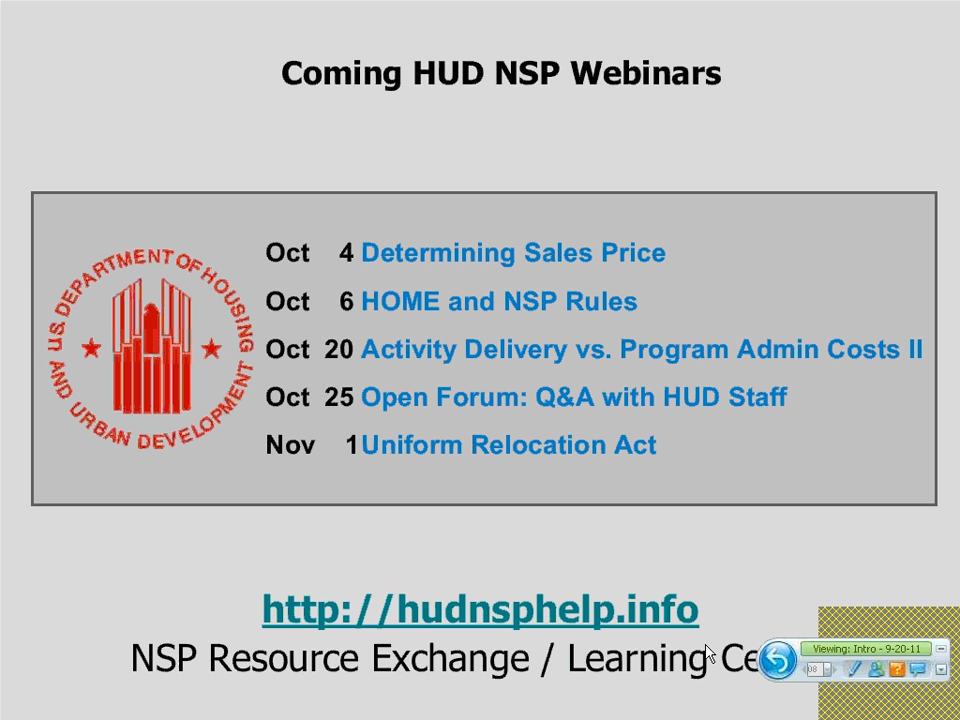 Coming HUD NSP Webinars
U.S. DEPARTMENT OF HOUSING
AND URBAN DEVELOPMENT
Oct 4 Determining Sales Price
Oct 6 HOME and NSP Rules
Oct 20 Activity Delivery vs. Program Admin Costs II
Oct 25 Open Forum: Q&A with HUD Staff
Nov 1 Uniform Relocation Act
http://hudnsphelp.info
NSP Resource Exchange / Learning Ce
Viewing: Intro - 9-20-11
08